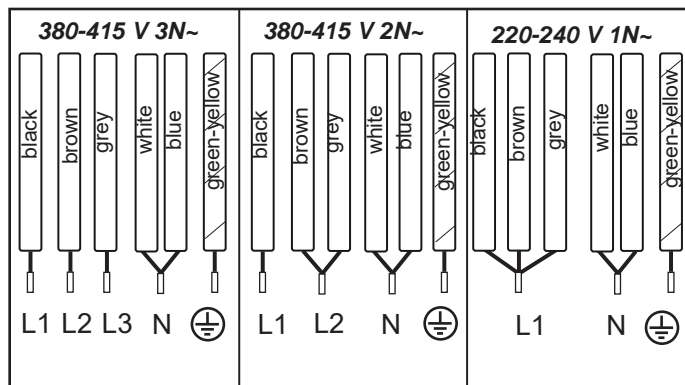 380-415 V 3N~
black
brown
grey
white
blue
green-yellow
L1 L2 L3 N
380-415 V 2N~
black
brown
grey
white
blue
green-yellow
L1 L2 N
220-240 V 1N~
black
brown
grey
white
blue
green-yellow
L1 N